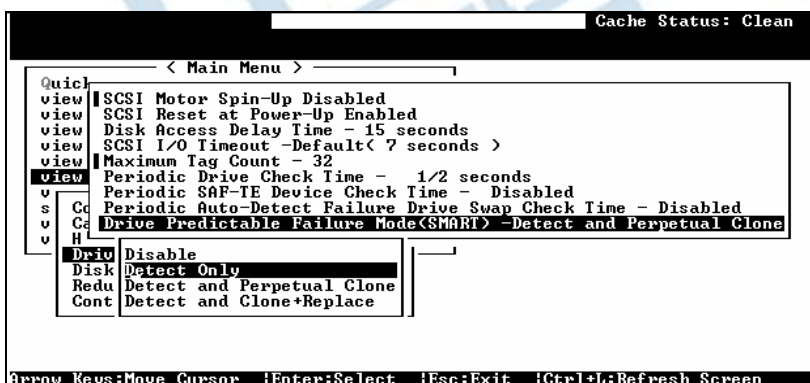 Cache Status: Clean
< Main Menu >
Quick
view SCSI Motor Spin-Up Disabled
view SCSI Reset at Power-Up Enabled
view Disk Access Delay Time - 15 seconds
view SCSI I/O Timeout -Default( 7 seconds )
view Maximum Tag Count - 32
view Periodic Drive Check Time - 1/2 seconds
v Periodic SAF-TE Device Check Time - Disabled
s Co Periodic Auto-Detect Failure Drive Swap Check Time - Disabled
v Ca Drive Predictable Failure Mode(SMART) -Detect and Perpetual Clone
v H
Driv Disable
Disk Detect Only
Redu Detect and Perpetual Clone
Cont Detect and Clone+Replace
Arrow Keys:Move Cursor |Enter:Select |Esc:Exit |Ctrl+L:Refresh Screen